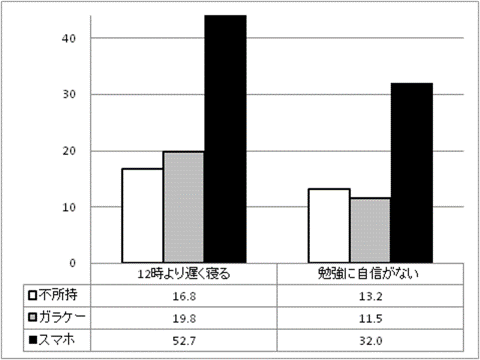 40
30
20
10
0
12時より遅く寝る 勉強に自信がない
不所持 16.8 13.2
ガラケー 19.8 11.5
スマホ 52.7 32.0